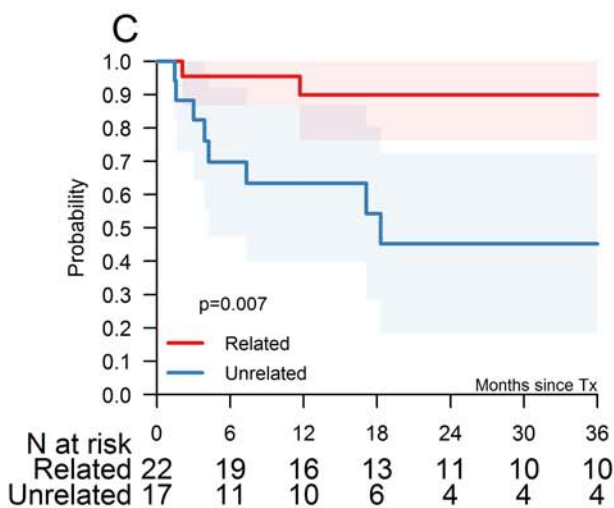 C
1.0
0.9
0.8
0.7
0.6
0.5
0.4
0.3
0.2
0.1
0.0
Probability
p=0.007
Related
Unrelated
Months since Tx
0 6 12 18 24 30 36
N at risk
Related 22 19 16 13 11 10 10
Unrelated 17 11 10 6 4 4 4